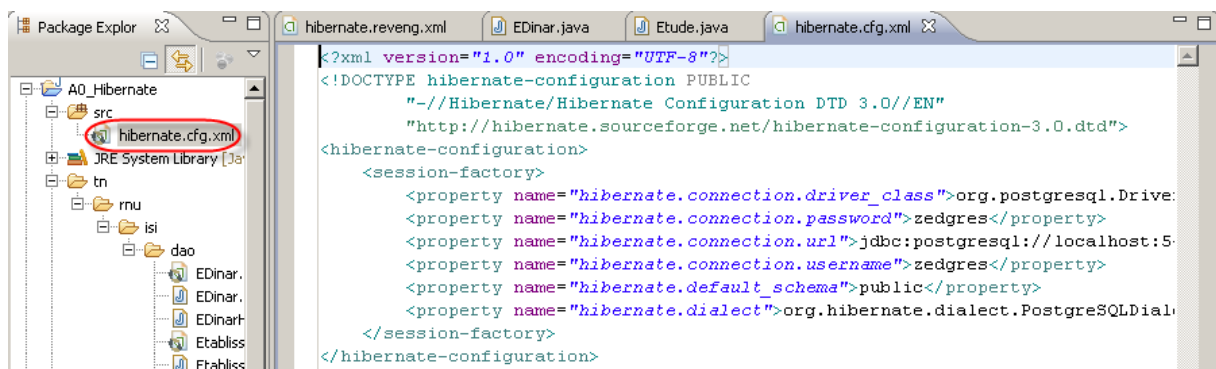 Package Explor
hibernate.reveng.xml
EDinar.java
Etude.java
hibernate.cfg.xml
A0_Hibernate
src
hibernate.cfg.xml
JRE System Library [Ja
tn
rnu
isi
dao
EDinar.
EDinar.
EDinarH
Etabliss
Etabliss
<?xml version="1.0" encoding="UTF-8"?>
<!DOCTYPE hibernate-configuration PUBLIC
"-//Hibernate/Hibernate Configuration DTD 3.0//EN"
"http://hibernate.sourceforge.net/hibernate-configuration-3.0.dtd">
<hibernate-configuration>
<session-factory>
<property name="hibernate.connection.driver_class">org.postgresql.Driver
<property name="hibernate.connection.password">zedgres</property>
<property name="hibernate.connection.url">jdbc:postgresql://localhost:5
<property name="hibernate.connection.username">zedgres</property>
<property name="hibernate.default_schema">public</property>
<property name="hibernate.dialect">org.hibernate.dialect.PostgreSQLDial
</session-factory>
</hibernate-configuration>